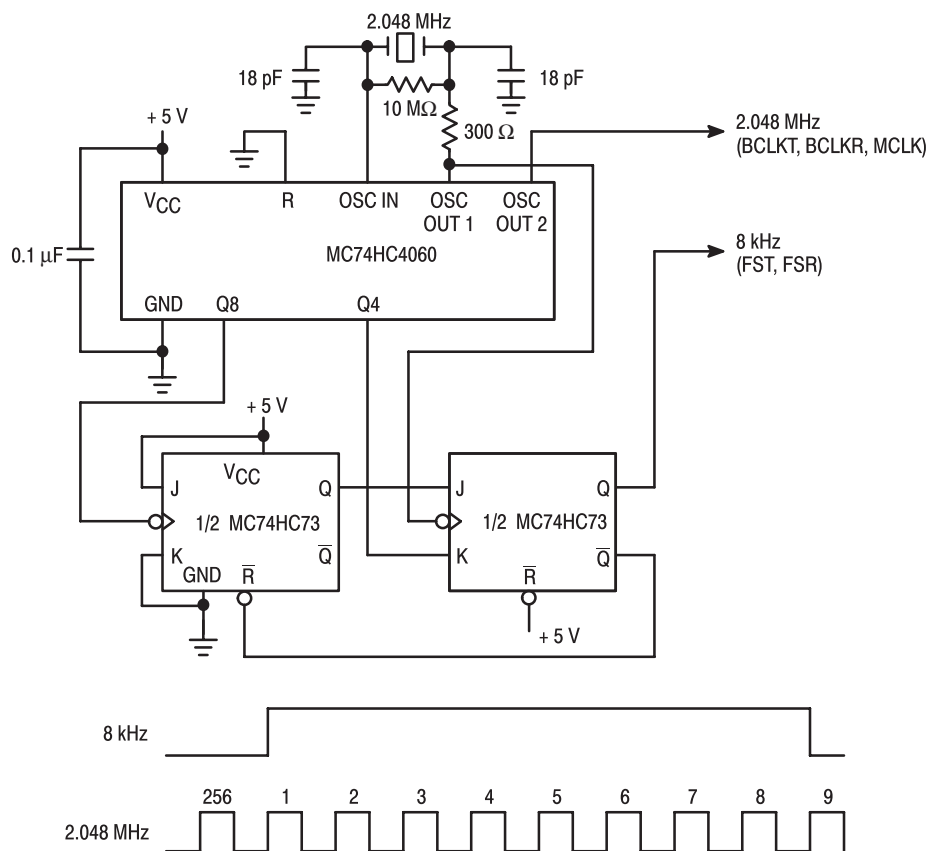 2.048 MHz
18 pF
18 pF
10 MΩ
300 Ω
+ 5 V
2.048 MHz
(BCLKT, BCLKR, MCLK)
VCC
R
OSC IN
OSC
OUT 1
OSC
OUT 2
0.1 µF
MC74HC4060
8 kHz
(FST, FSR)
GND
Q8
Q4
+ 5 V
VCC
J
Q
1/2 MC74HC73
K
Q̅
GND
R̅
J
Q
1/2 MC74HC73
K
Q̅
R̅
+ 5 V
8 kHz
256 1 2 3 4 5 6 7 8 9
2.048 MHz